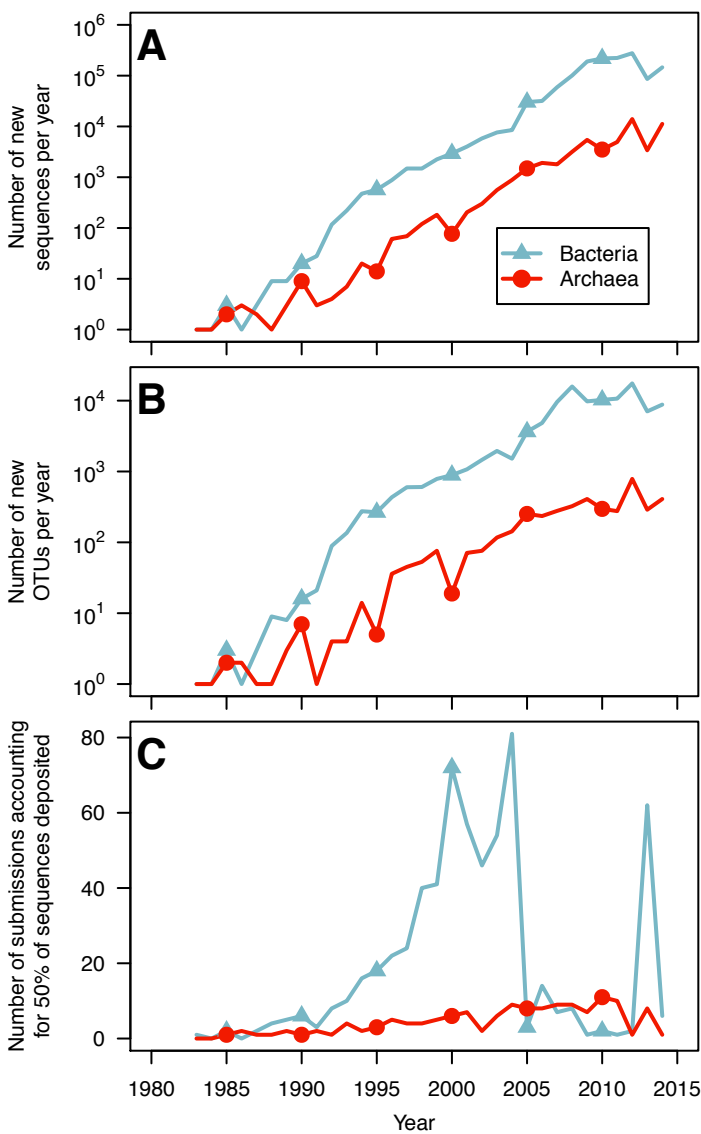 A
Number of new
sequences per year
10^6
10^5
10^4
10^3
10^2
10^1
10^0
Bacteria
Archaea
B
Number of new
OTUs per year
10^4
10^3
10^2
10^1
10^0
C
Number of submissions accounting
for 50% of sequences deposited
80
60
40
20
0
1980 1985 1990 1995 2000 2005 2010 2015
Year